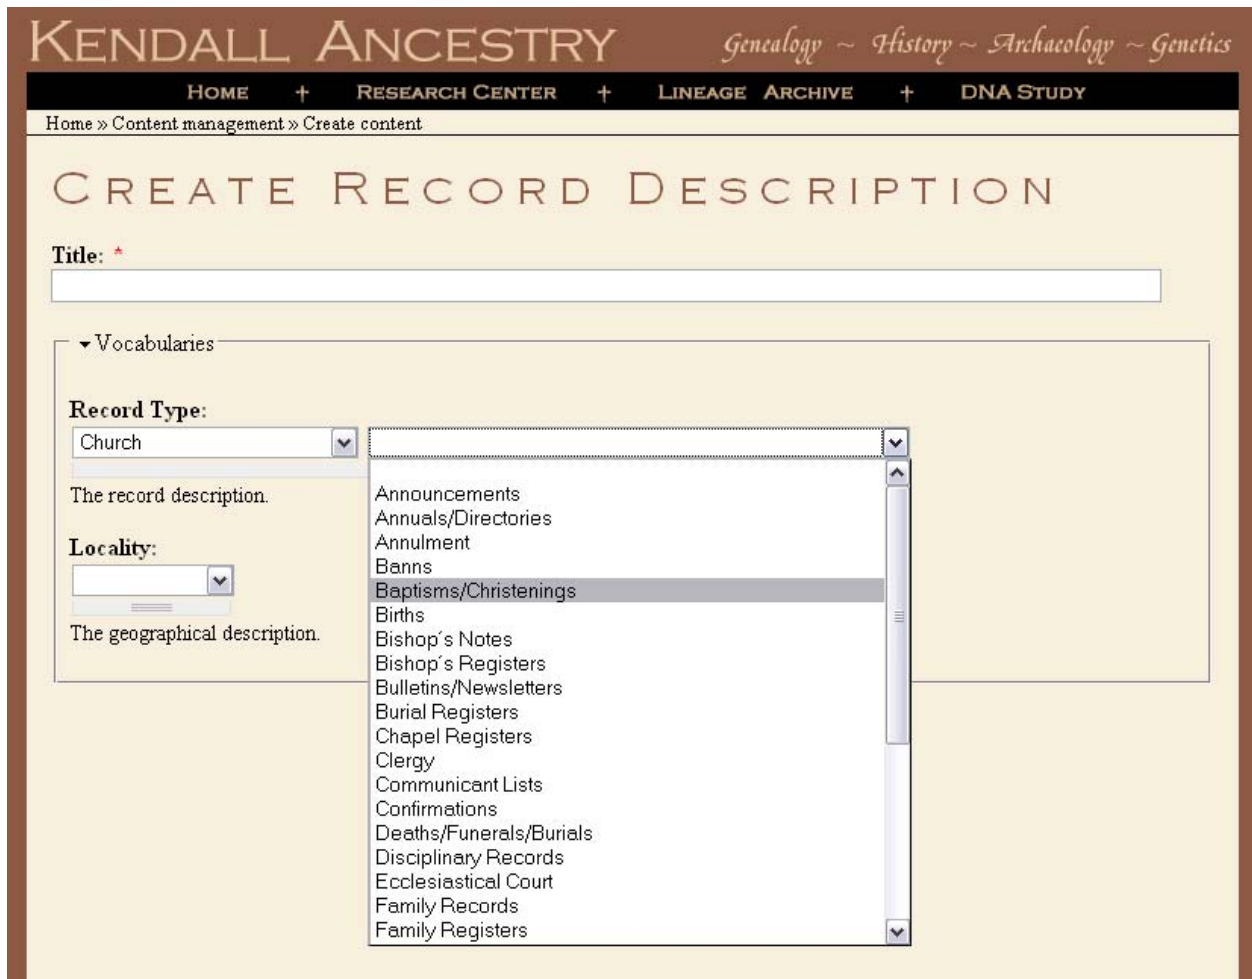 KENDALL ANCESTRY Genealogy ~ History ~ Archaeology ~ Genetics
HOME + RESEARCH CENTER + LINEAGE ARCHIVE + DNA STUDY
Home » Content management » Create content
CREATE RECORD DESCRIPTION
Title: *
Vocabularies
Record Type:
Church
The record description.
Locality:
The geographical description.
Announcements
Annuals/Directories
Annulment
Banns
Baptisms/Christenings
Births
Bishop´s Notes
Bishop´s Registers
Bulletins/Newsletters
Burial Registers
Chapel Registers
Clergy
Communicant Lists
Confirmations
Deaths/Funerals/Burials
Disciplinary Records
Ecclesiastical Court
Family Records
Family Registers